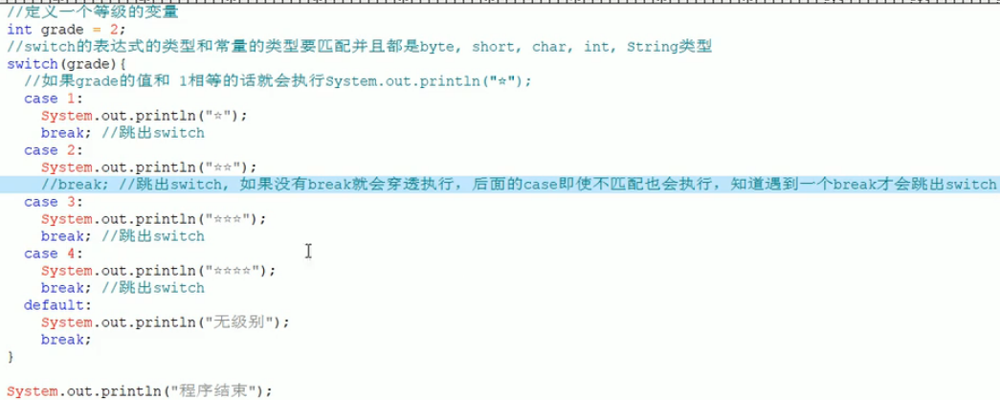 //定义一个等级的变量
int grade = 2;
//switch的表达式的类型和常量的类型要匹配并且都是byte, short, char, int, String类型
switch(grade){
//如果grade的值和 1相等的话就会执行System.out.println("☆");
case 1:
System.out.println("☆");
break; //跳出switch
case 2:
System.out.println("☆☆");
//break; //跳出switch, 如果没有break就会穿透执行，后面的case即使不匹配也会执行，知道遇到一个break才会跳出switch
case 3:
System.out.println("☆☆☆");
break; //跳出switch
case 4:
System.out.println("☆☆☆☆");
break; //跳出switch
default:
System.out.println("无级别");
break;
}
System.out.println("程序结束");